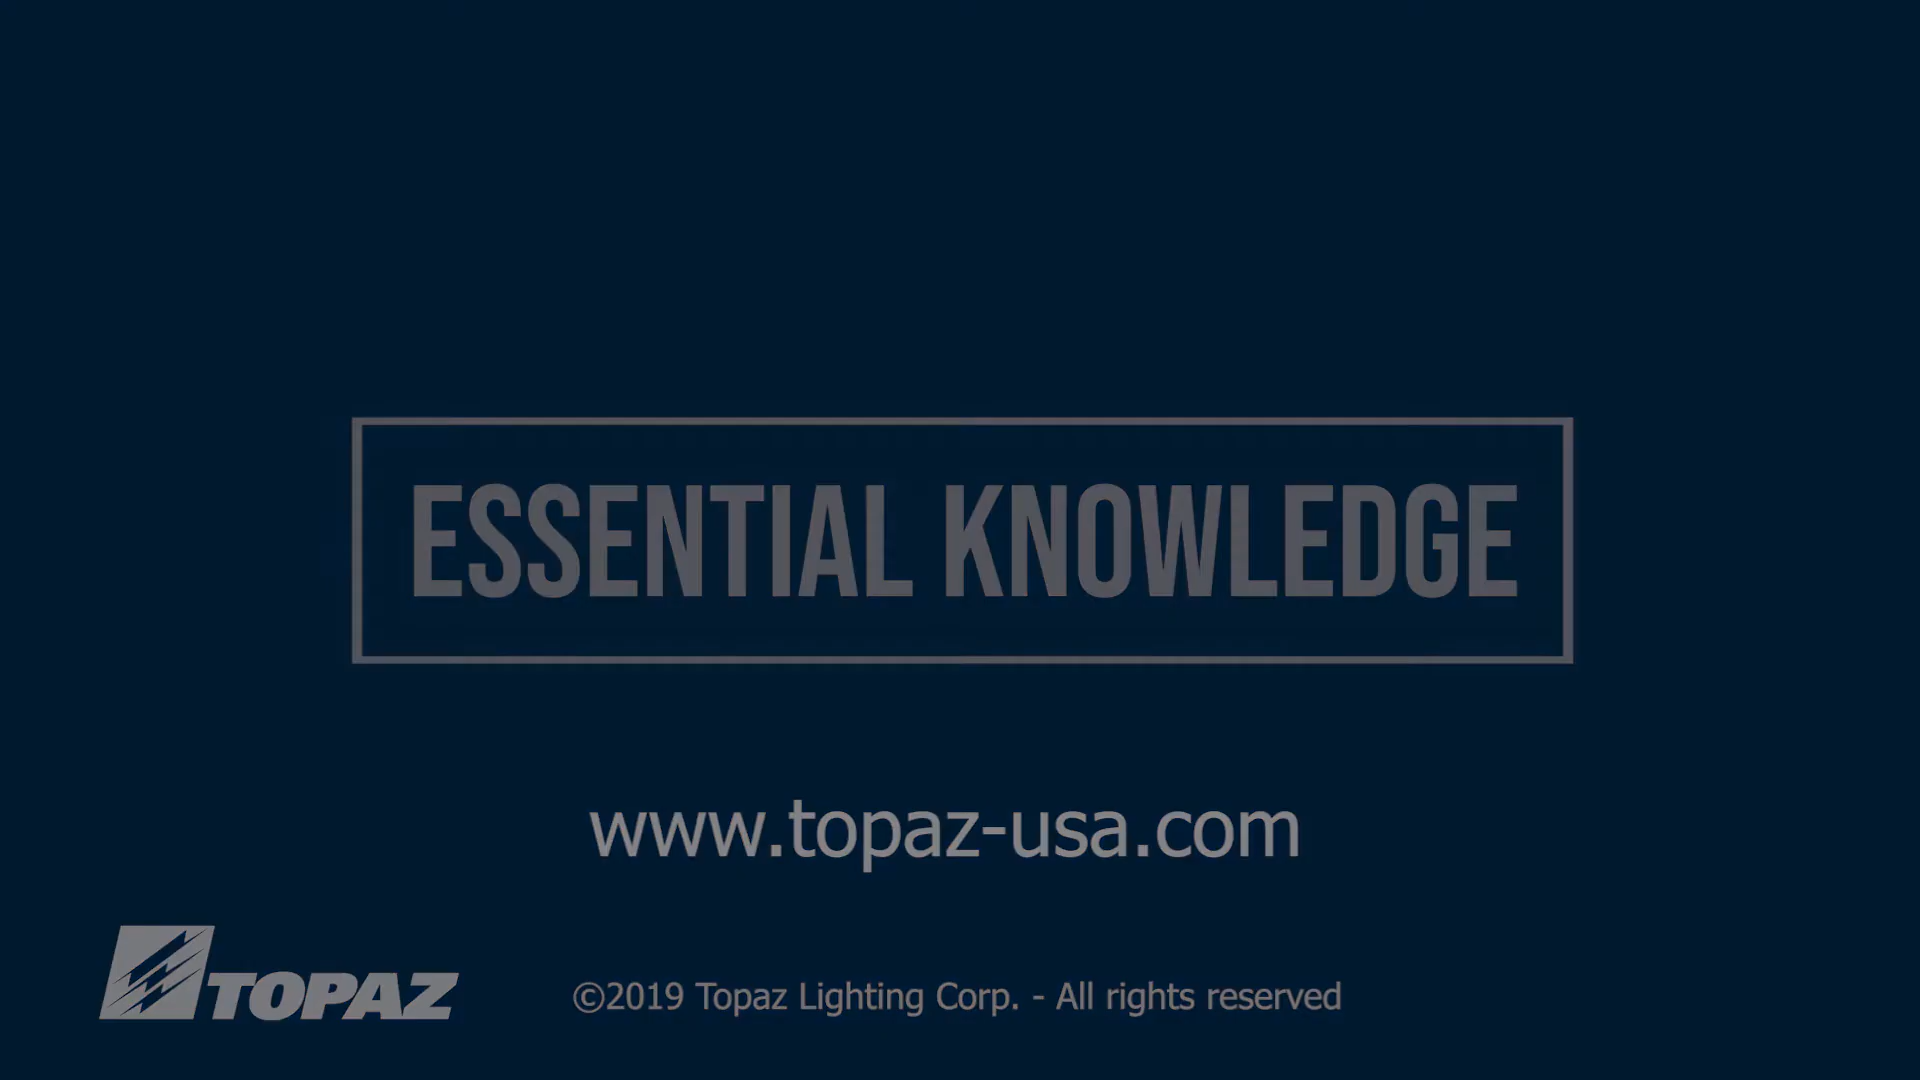 ESSENTIAL KNOWLEDGE
www.topaz-usa.com
TOPAZ
©2019 Topaz Lighting Corp. - All rights reserved